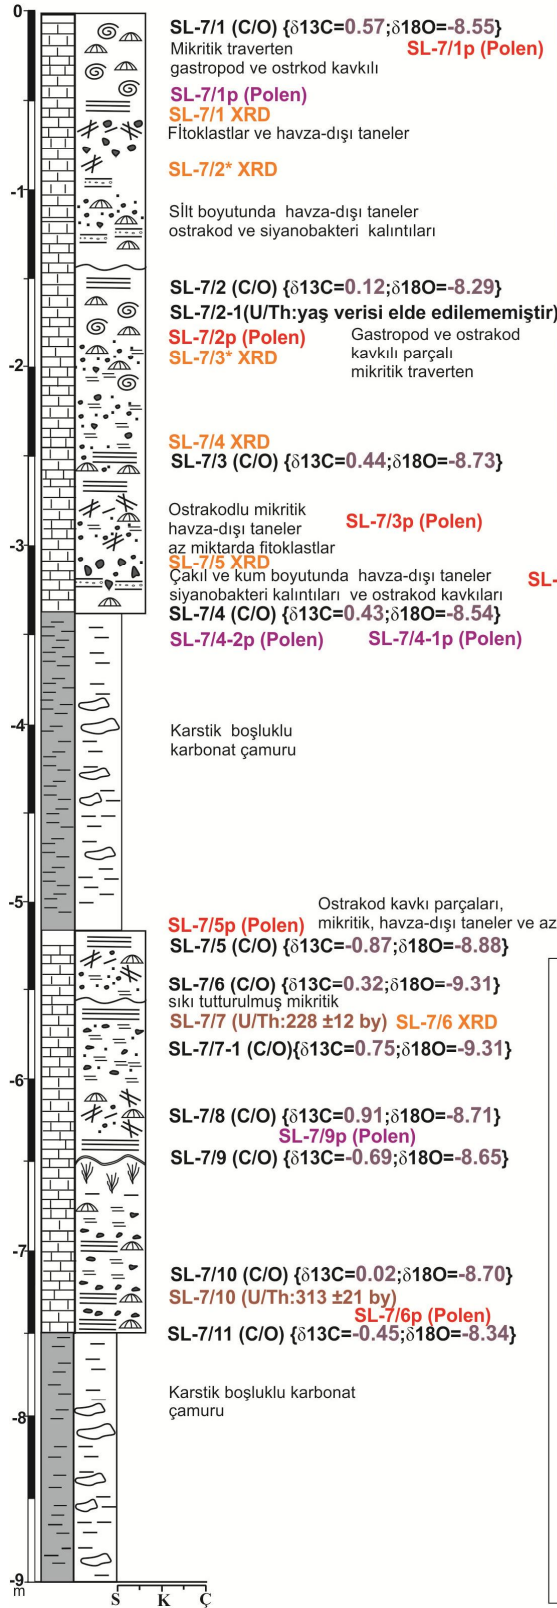 0
SL-7/1 (C/O) {δ13C=0.57;δ18O=-8.55}
Mikritik traverten
SL-7/1p (Polen)
gastropod ve ostrkod kavkılı
SL-7/1p (Polen)
SL-7/1 XRD
Fİtoklastlar ve havza-dışı taneler
SL-7/2* XRD
-1
Sİlt boyutunda havza-dışı taneler
ostrakod ve siyanobakteri kalıntıları
SL-7/2 (C/O) {δ13C=0.12;δ18O=-8.29}
SL-7/2-1(U/Th:yaş verisi elde edilememiştir)
SL-7/2p (Polen)
Gastropod ve ostrakod
SL-7/3* XRD
kavkılı parçalı
mikritik traverten
-2
SL-7/4 XRD
SL-7/3 (C/O) {δ13C=0.44;δ18O=-8.73}
Ostrakodlu mikritik
SL-7/3p (Polen)
havza-dışı taneler
az miktarda fitoklastlar
-3
SL-7/5 XRD
Çakıl ve kum boyutunda havza-dışı taneler
SL-
siyanobakteri kalıntıları ve ostrakod kavkıları
SL-7/4 (C/O) {δ13C=0.43;δ18O=-8.54}
SL-7/4-2p (Polen) SL-7/4-1p (Polen)
-4
Karstik boşluklu
karbonat çamuru
-5
Ostrakod kavkı parçaları,
SL-7/5p (Polen)
mikritik, havza-dışı taneler ve az
SL-7/5 (C/O) {δ13C=-0.87;δ18O=-8.88}
SL-7/6 (C/O) {δ13C=0.32;δ18O=-9.31}
sıkı tutturulmuş mikritik
SL-7/7 (U/Th:228 ±12 by) SL-7/6 XRD
SL-7/7-1 (C/O){δ13C=0.75;δ18O=-9.31}
-6
SL-7/8 (C/O) {δ13C=0.91;δ18O=-8.71}
SL-7/9p (Polen)
SL-7/9 (C/O) {δ13C=-0.69;δ18O=-8.65}
-7
SL-7/10 (C/O) {δ13C=0.02;δ18O=-8.70}
SL-7/10 (U/Th:313 ±21 by)
SL-7/6p (Polen)
SL-7/11 (C/O) {δ13C=-0.45;δ18O=-8.34}
Karstik boşluklu karbonat
çamuru
-8
-9
m
S K Ç